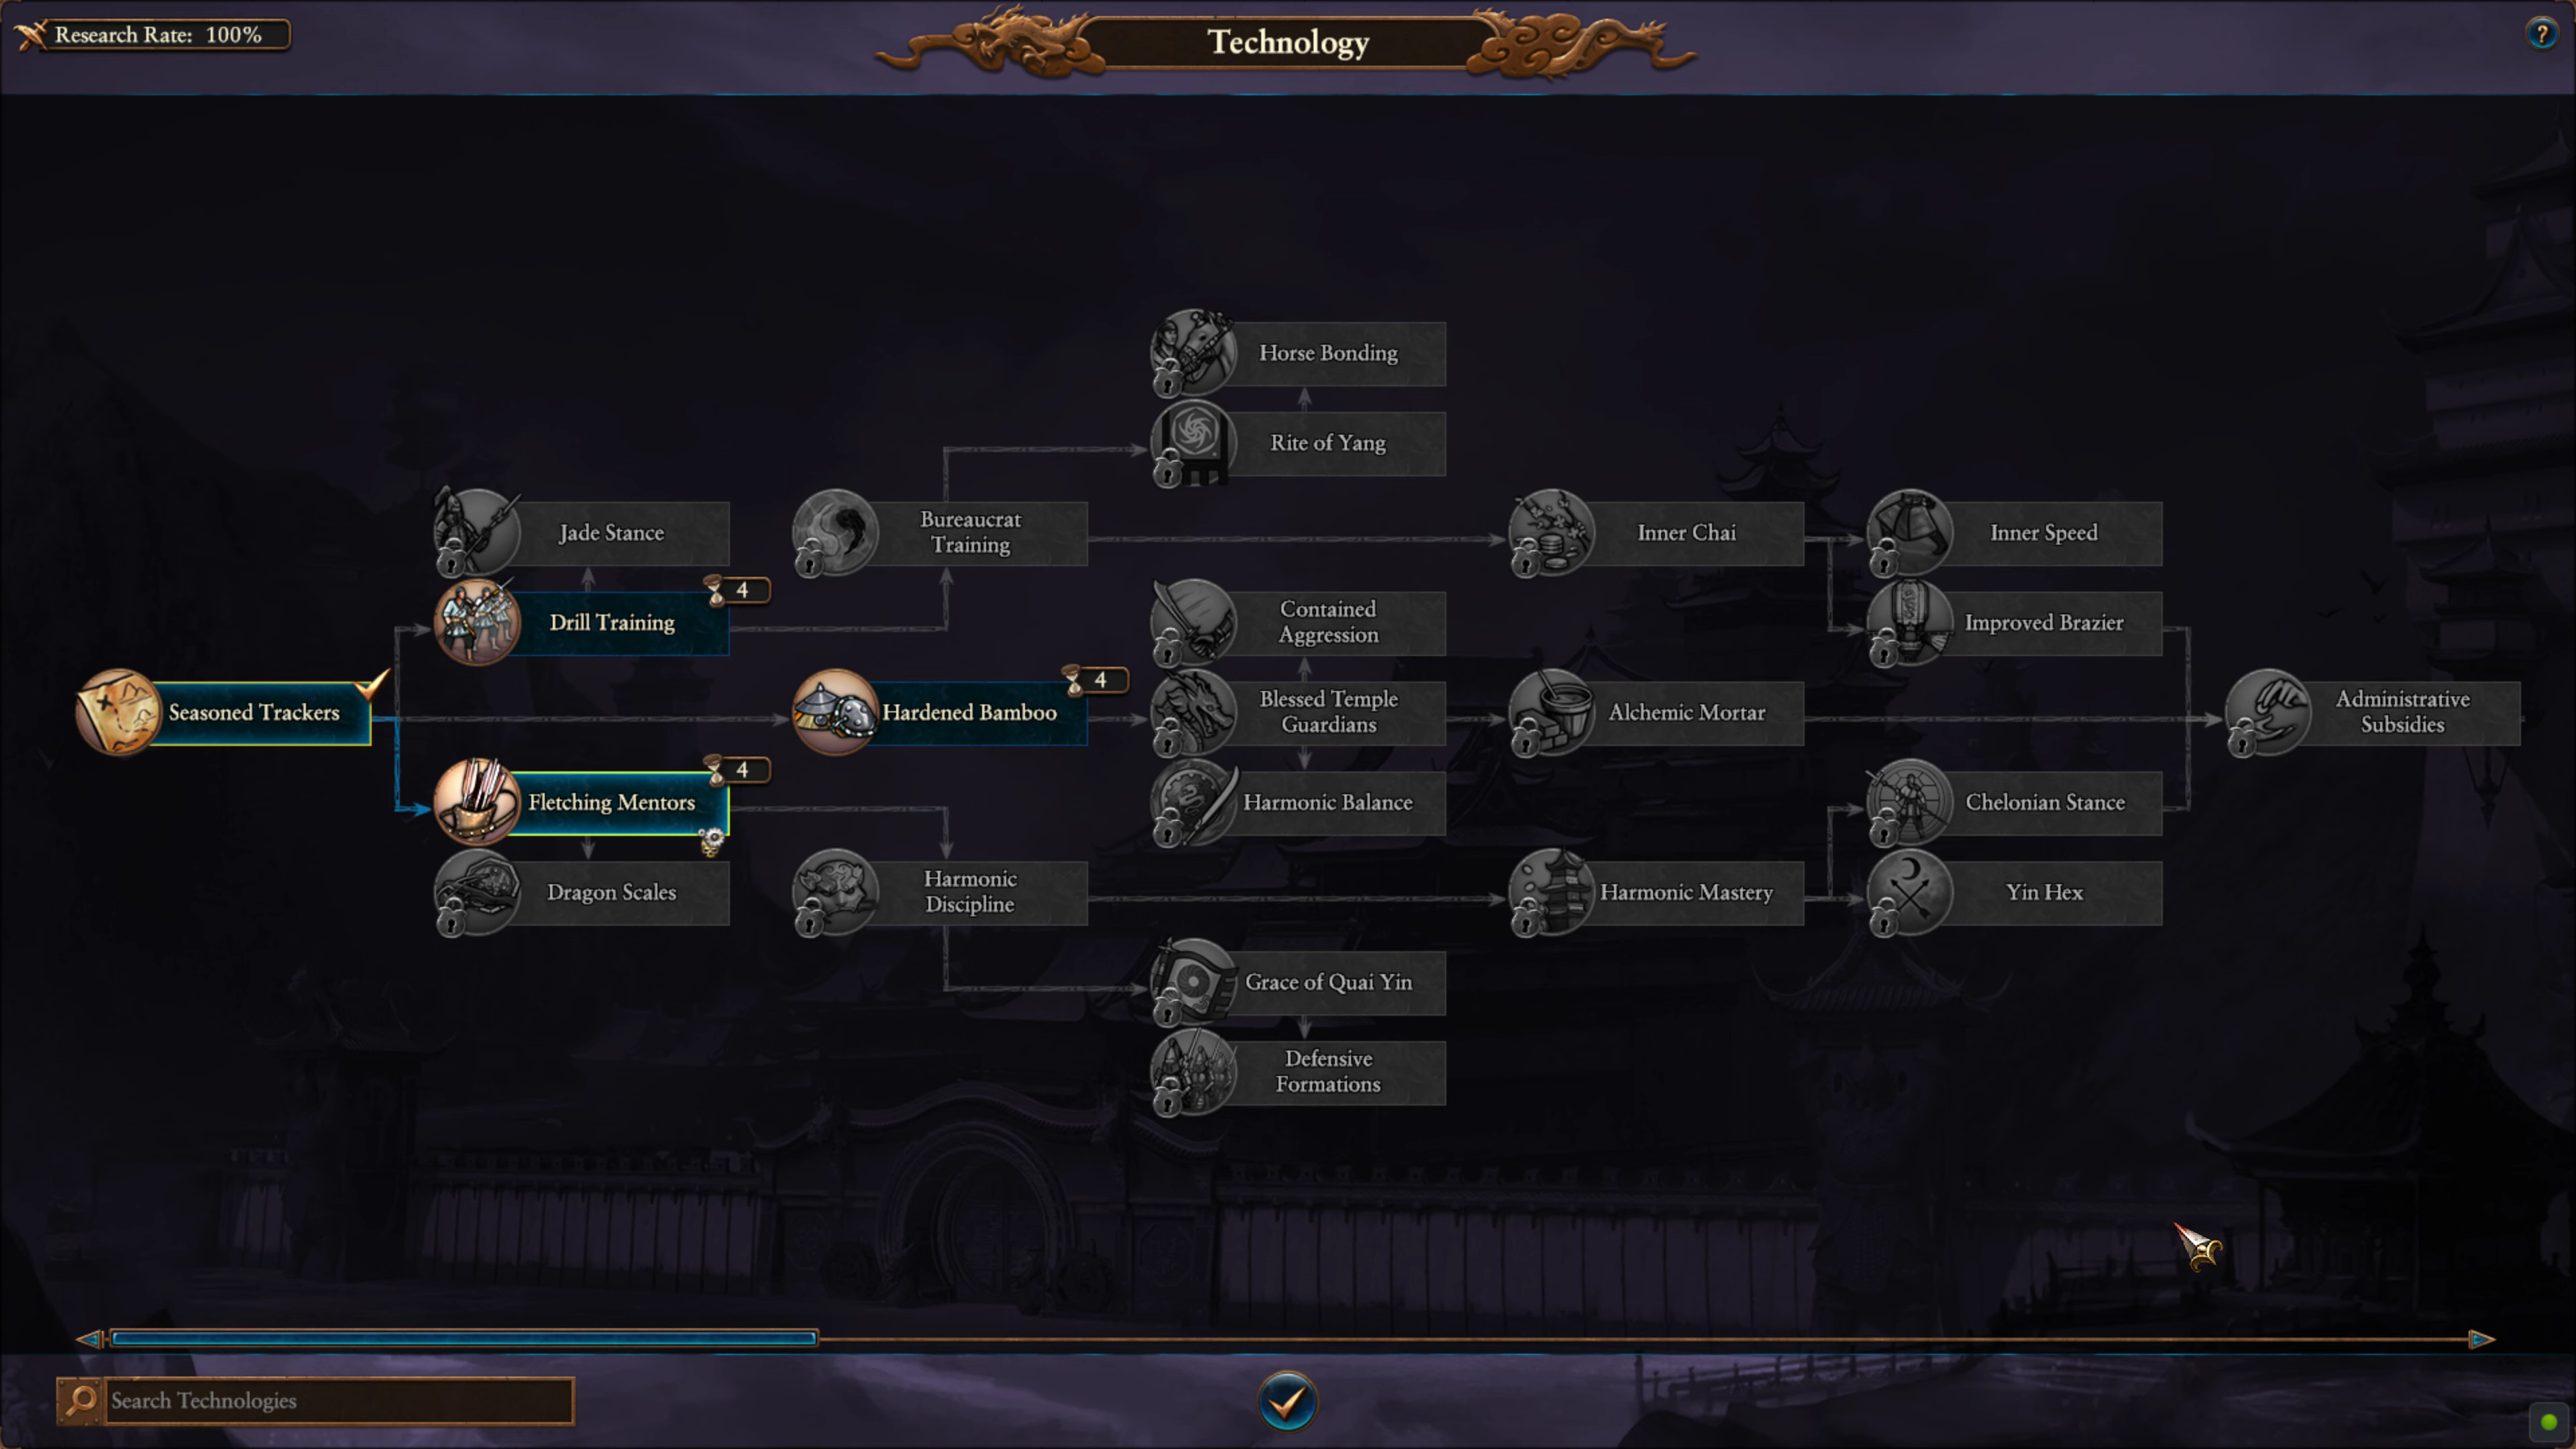 Research Rate: 100%
Technology
?
Horse Bonding
Rite of Yang
Jade Stance
Bureaucrat
Training
Inner Chai
Inner Speed
4
Drill Training
Contained
Aggression
Improved Brazier
Seasoned Trackers
4
Hardened Bamboo
Blessed Temple
Guardians
Alchemic Mortar
Administrative
Subsidies
4
Fletching Mentors
Harmonic Balance
Chelonian Stance
Dragon Scales
Harmonic
Discipline
Harmonic Mastery
Yin Hex
Grace of Quai Yin
Defensive
Formations
Search Technologies